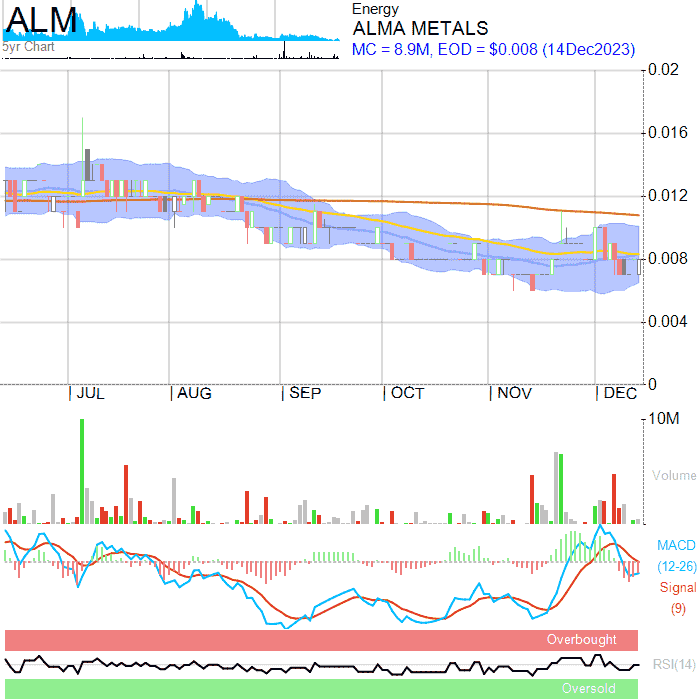 ALM
5yr Chart
Energy
ALMA METALS
MC = 8.9M, EOD = $0.008 (14Dec2023)
0.02
0.016
0.012
0.008
0.004
0
JUL AUG SEP OCT NOV DEC
10M
Volume
MACD
(12-26)
Signal
(9)
Overbought
RSI(14)
Oversold